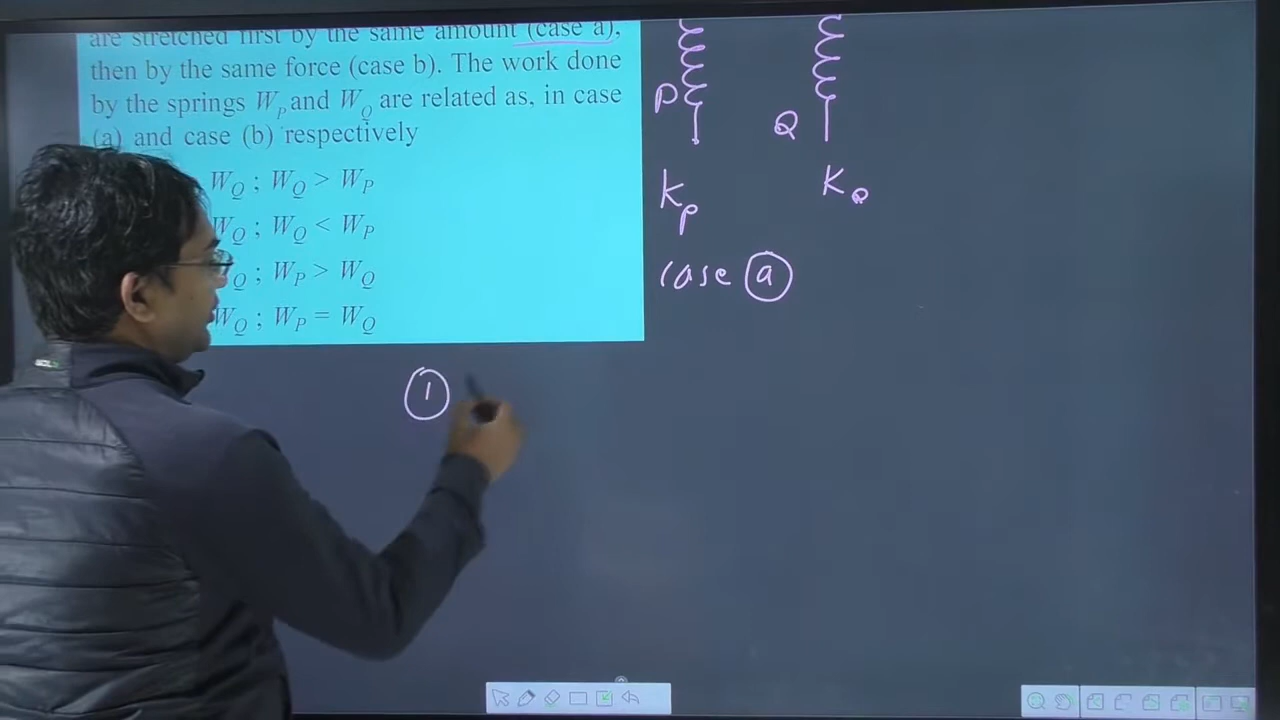 are stretched first by the same amount (case a),
then by the same force (case b). The work done
by the springs W_P and W_Q are related as, in case
(a) and case (b) respectively
W_Q ; W_Q > W_P
W_Q ; W_Q < W_P
Q ; W_P > W_Q
W_Q ; W_P = W_Q
P
Q
K_P
K_Q
case a
1